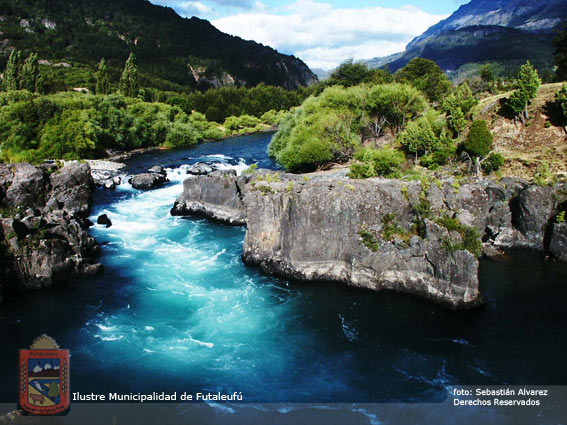 Ilustre Municipalidad de Futaleufú
foto: Sebastián Alvarez
Derechos Reservados